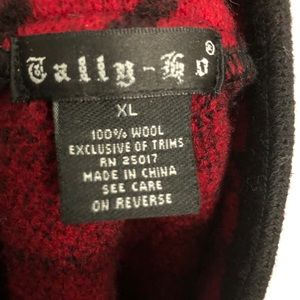 Tally-Ho®
XL
100% WOOL
EXCLUSIVE OF TRIMS
RN 25017
MADE IN CHINA
SEE CARE
ON REVERSE